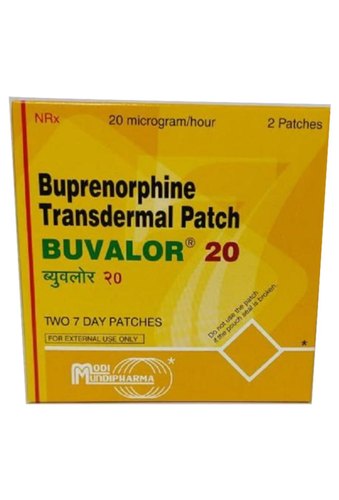 NRx 20 microgram/hour 2 Patches
Buprenorphine
Transdermal Patch
BUVALOR® 20
ब्युवलोर २०
TWO 7 DAY PATCHES
FOR EXTERNAL USE ONLY
Do not use the patch
if the pouch seal is broken.
*
MODI
MUNDIPHARMA
*